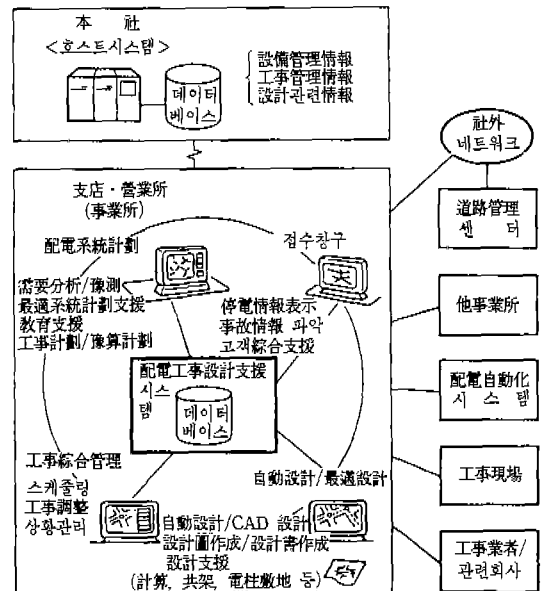 本 社
<호스트시스템>
데이터
베이스
設備管理情報
工事管理情報
設計관련情報
社外
네트워크
道路管理
센 터
他事業所
配電自動化
시 스 템
工事現場
工事業者/
관련회사
支店·營業所
(事業所)
配電系統計劃
접수창구
需要分析/豫測
最適系統計劃支援
敎育支援
工事計劃/豫算計劃
停電情報表示
事故情報 파악
고객綜合支援
配電工事設計支援
시스
템
데이터
베이스
工事綜合管理
스케줄링
工事調整
상황관리
自動設計/最適設計
自動設計/CAD 設計
設計圖作成/設計書作成
設計支援
(計算, 共架, 電柱敷地 등)